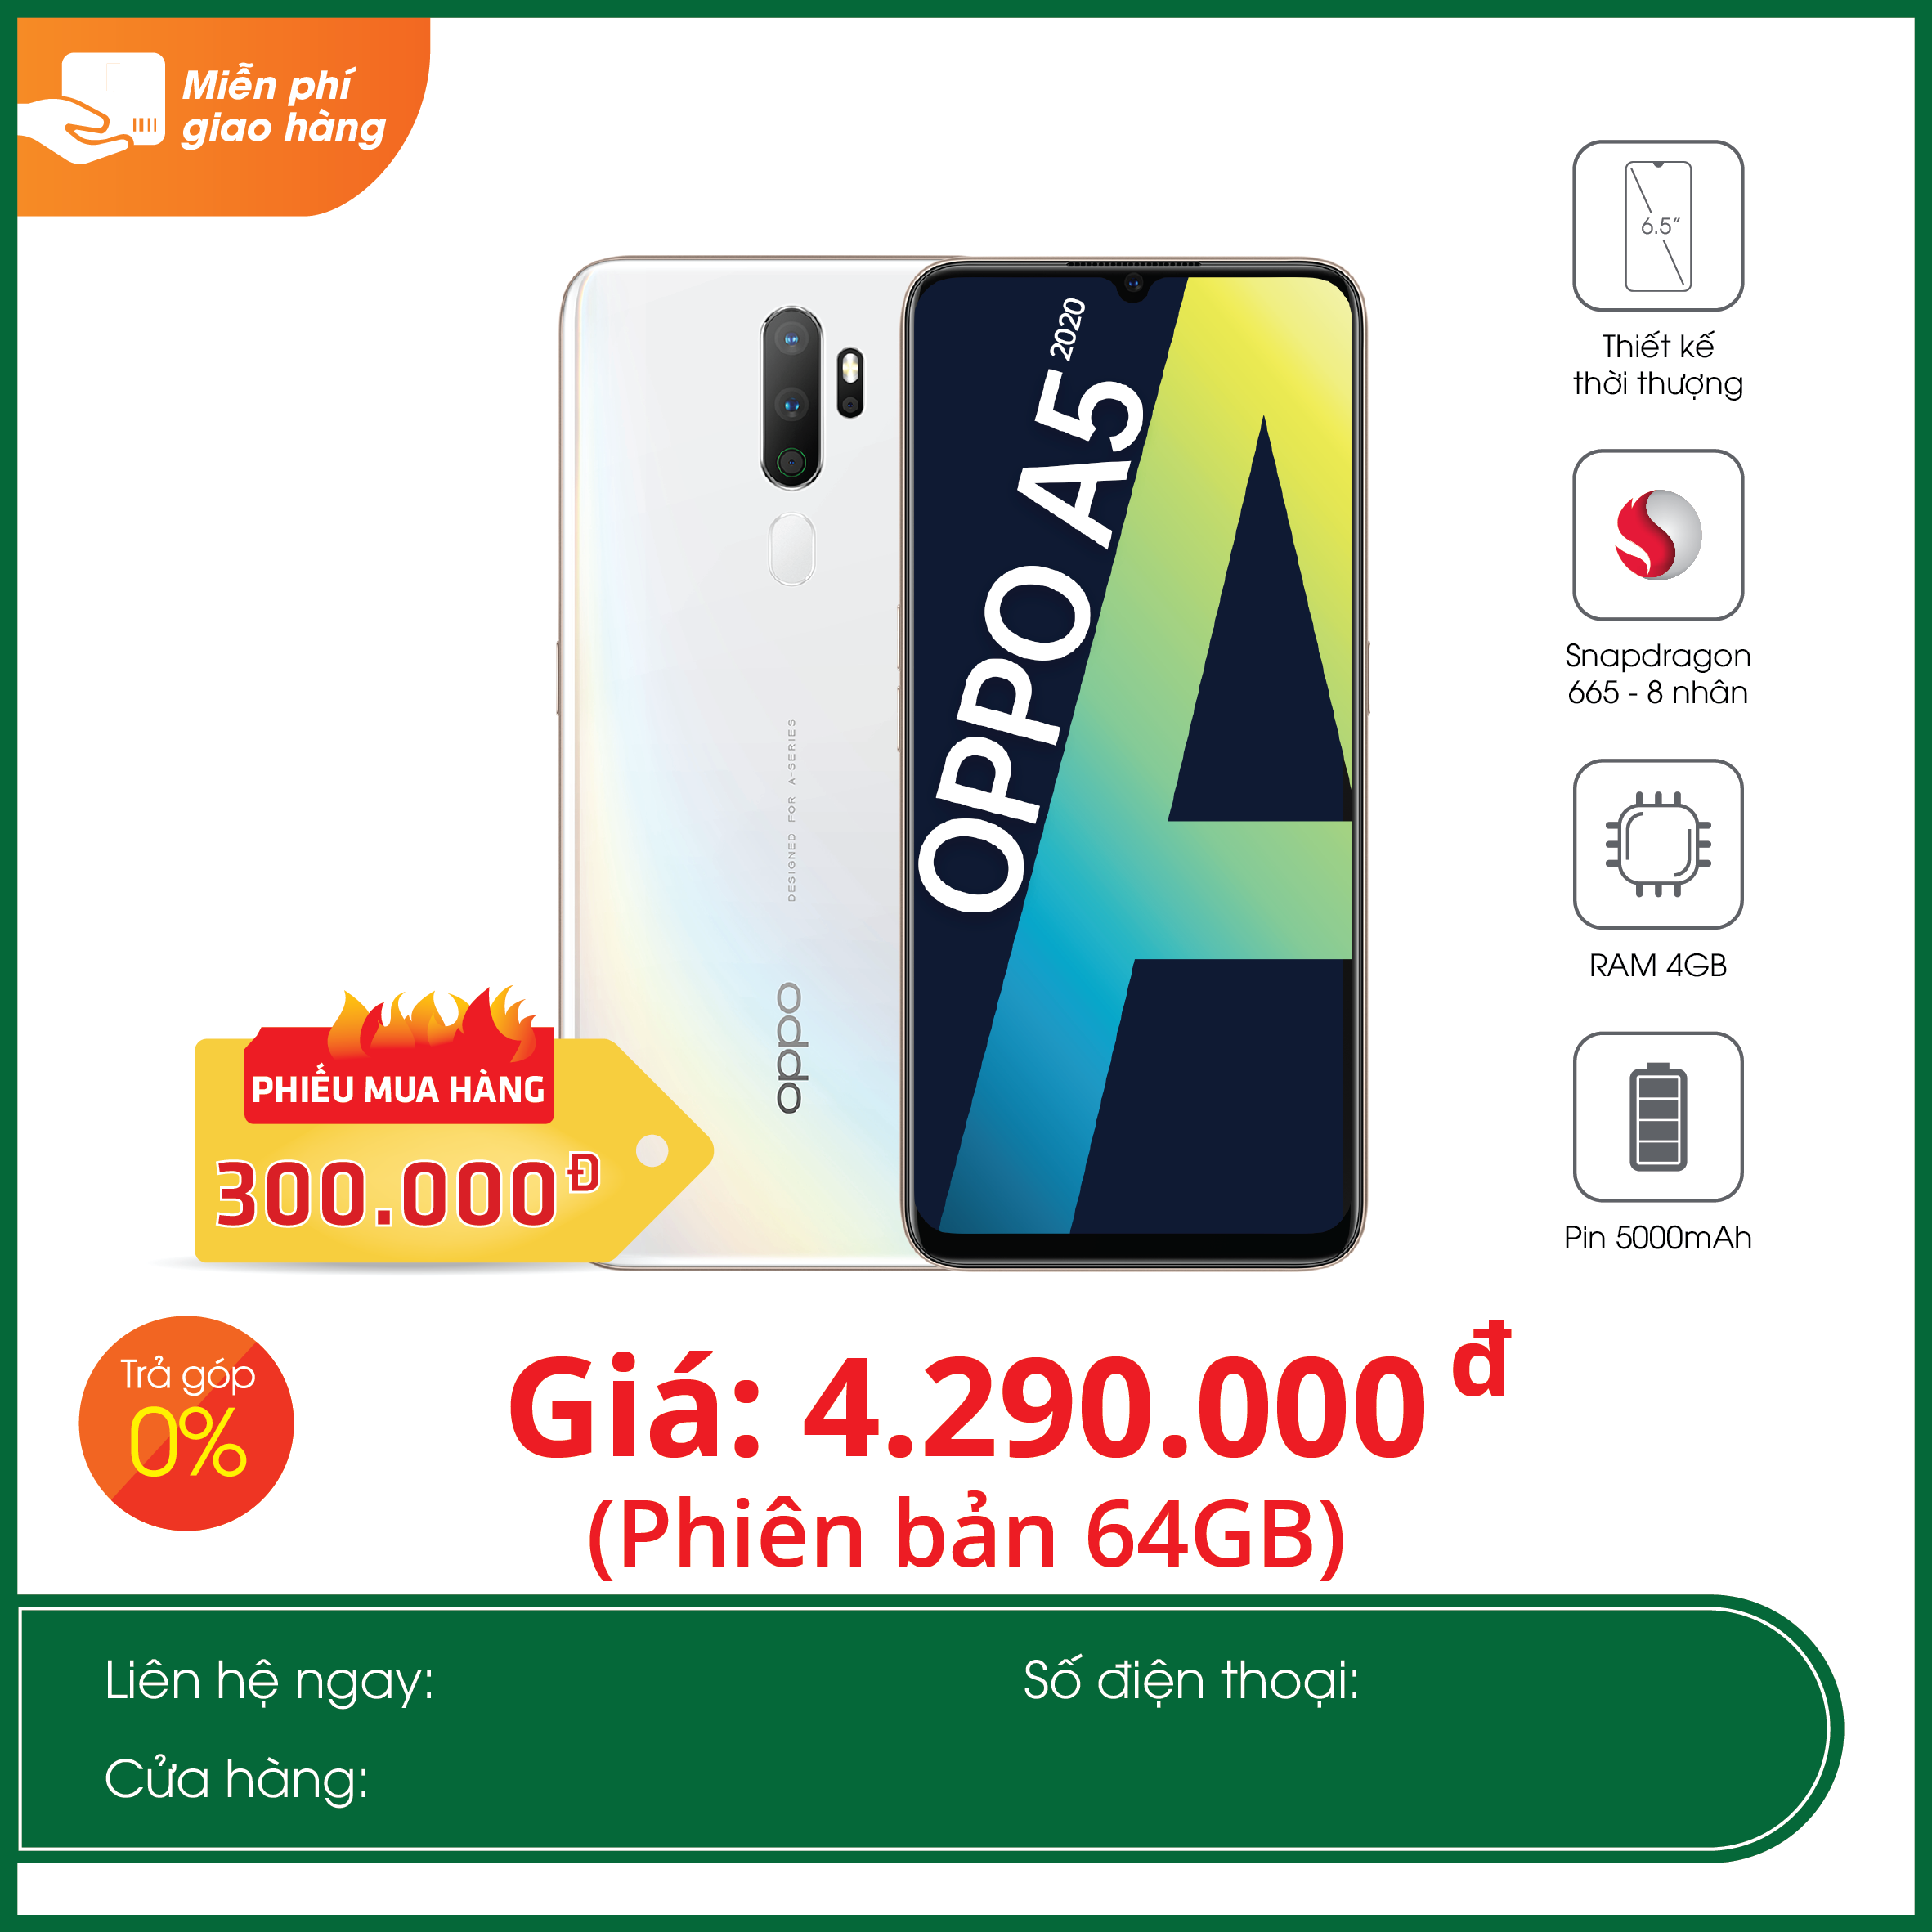 Miễn phí
giao hàng
6.5"
Thiết kế
thời thượng
Snapdragon
665 - 8 nhân
RAM 4GB
Pin 5000mAh
OPPO A5 2020
DESIGNED FOR A-SERIES
oppo
PHIẾU MUA HÀNG
300.000Đ
Trả góp
0%
Giá: 4.290.000 đ
(Phiên bản 64GB)
Liên hệ ngay:
Số điện thoại:
Cửa hàng: